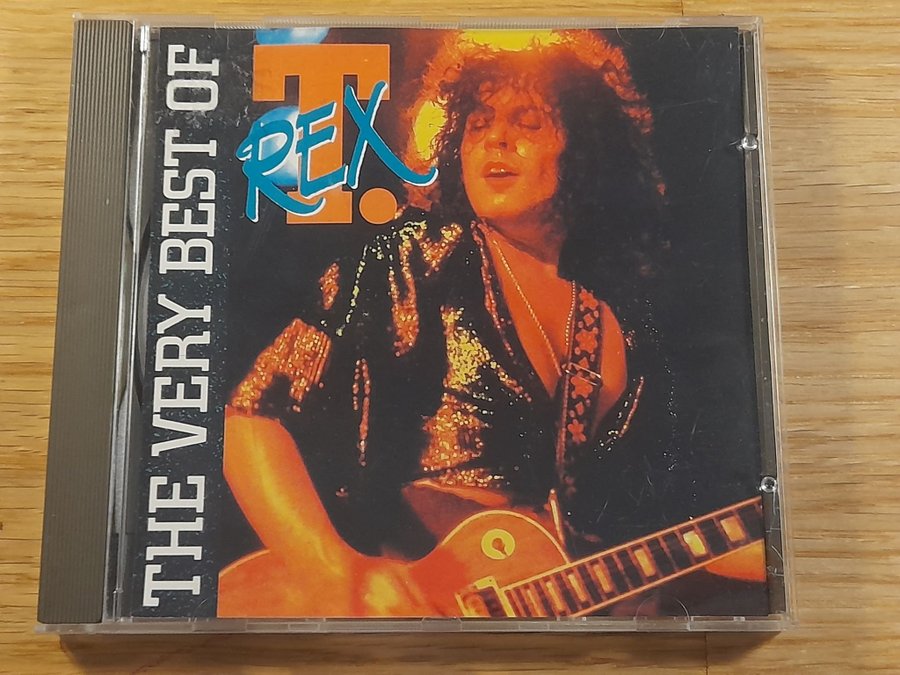 THE VERY BEST OF
T.
REX